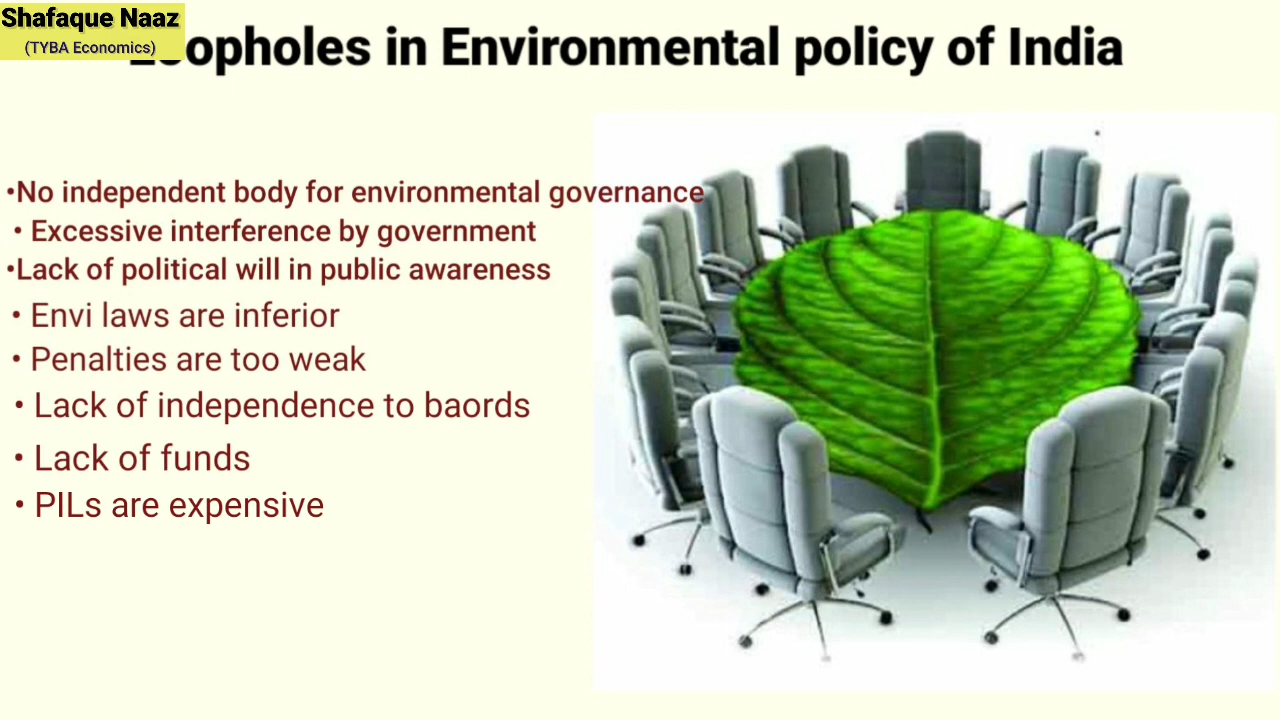 Shafaque Naaz
(TYBA Economics)
Loopholes in Environmental policy of India
•No independent body for environmental governance
• Excessive interference by government
•Lack of political will in public awareness
• Envi laws are inferior
• Penalties are too weak
• Lack of independence to baords
• Lack of funds
• PILs are expensive